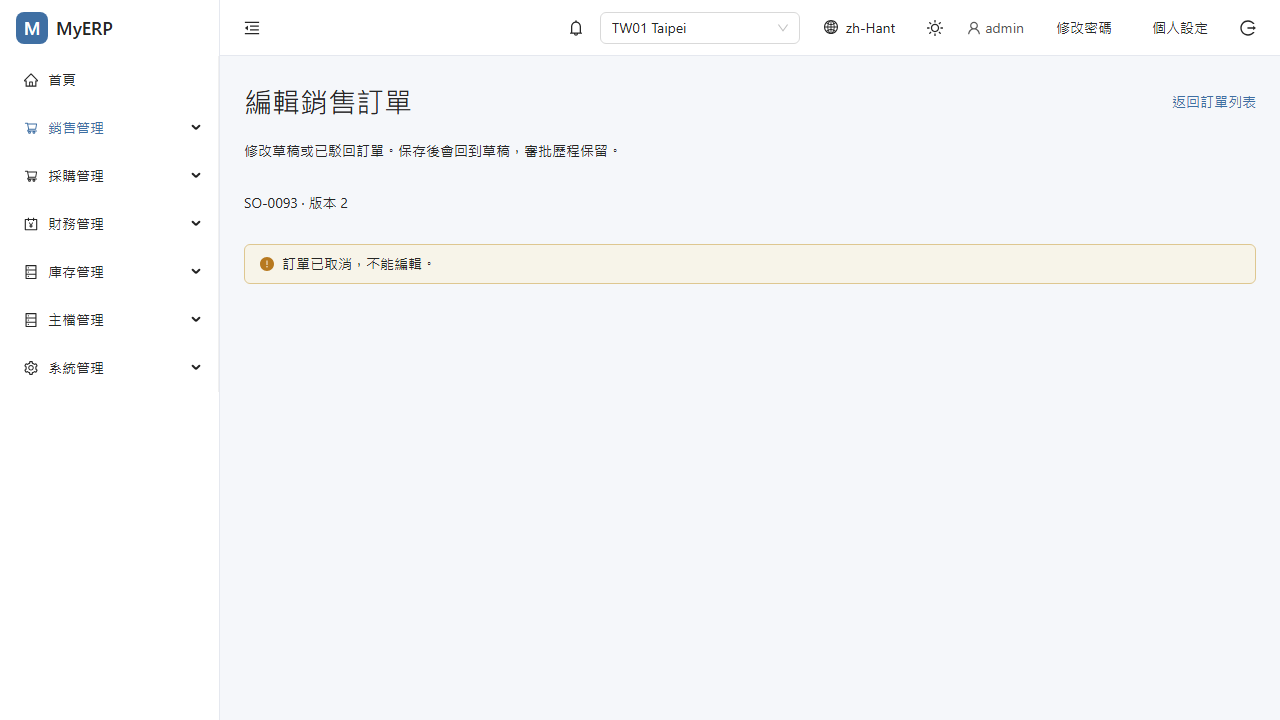 M MyERP
TW01 Taipei
zh-Hant
admin
修改密碼
個人設定
首頁
銷售管理
採購管理
財務管理
庫存管理
主檔管理
系統管理
編輯銷售訂單
返回訂單列表
修改草稿或已駁回訂單。保存後會回到草稿，審批歷程保留。
SO-0093 · 版本 2
訂單已取消，不能編輯。